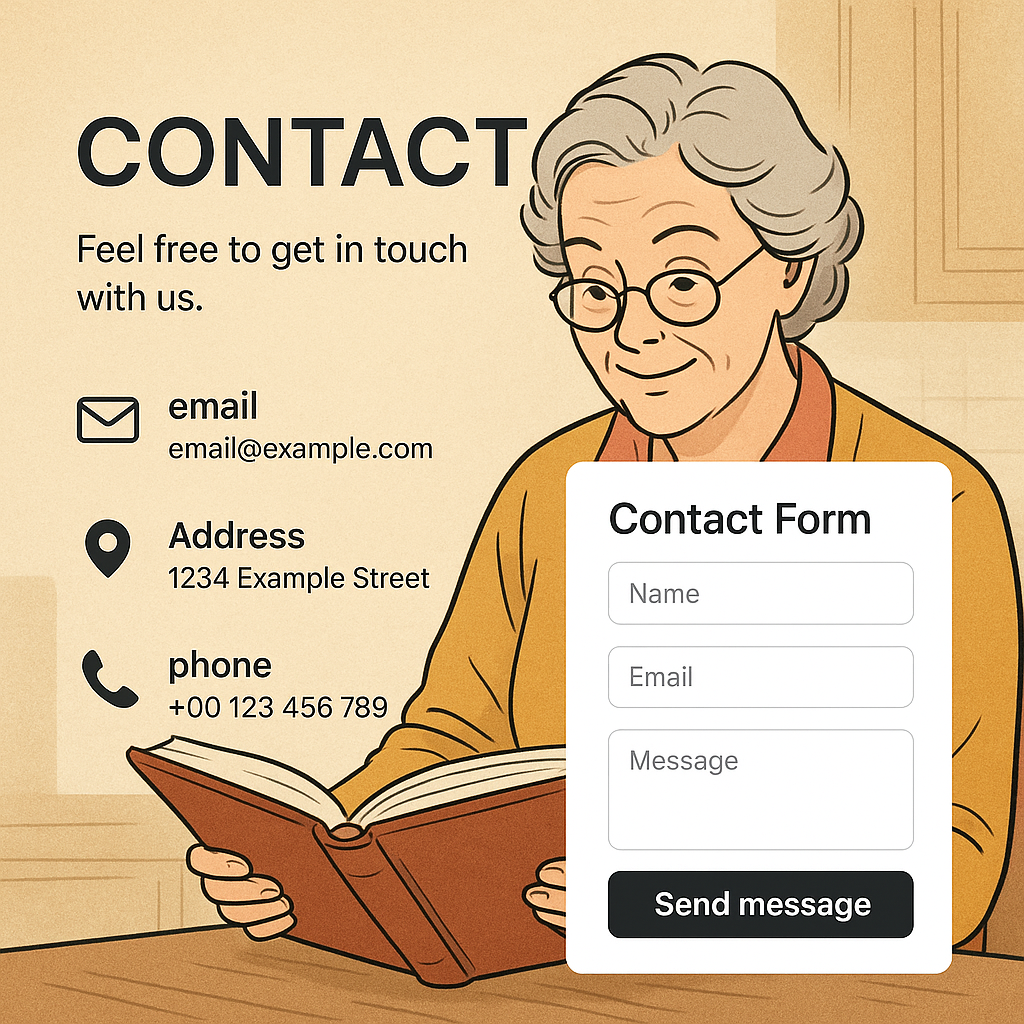 CONTACT
Feel free to get in touch
with us.
email
email@example.com
Address
1234 Example Street
phone
+00 123 456 789
Contact Form
Name
Email
Message
Send message